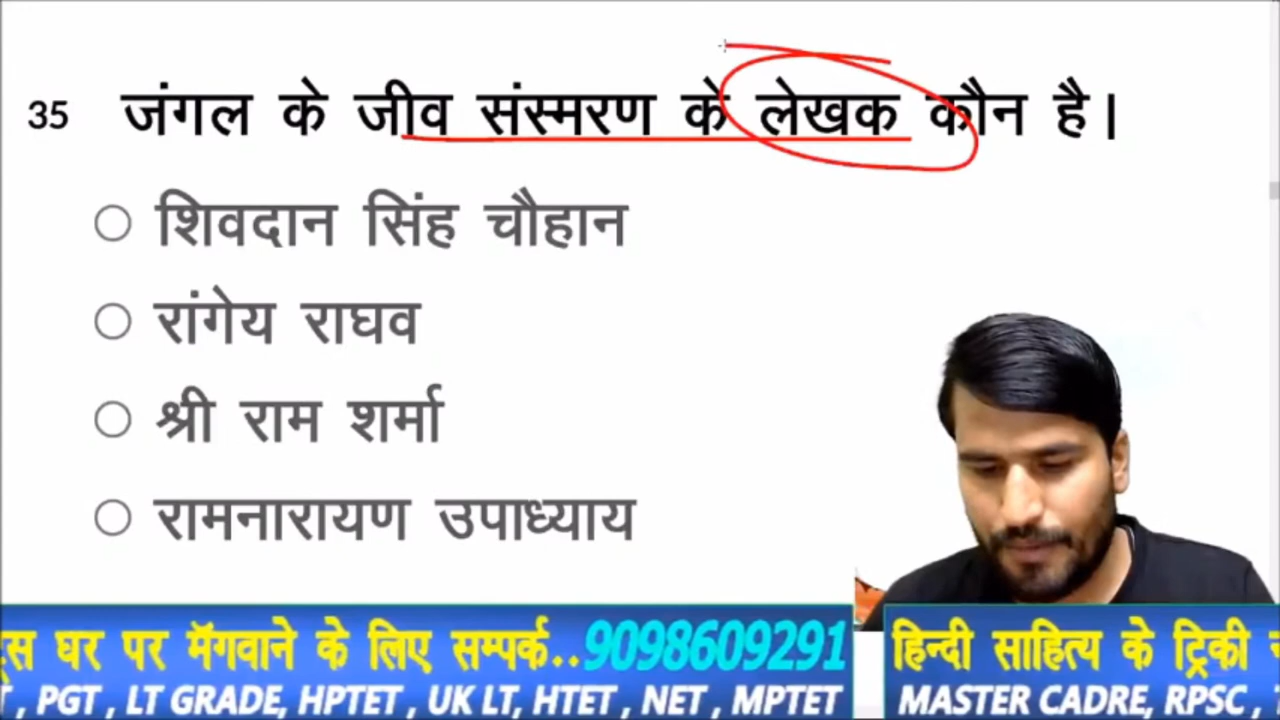 35 जंगल के जीव संस्मरण के लेखक कौन है।
शिवदान सिंह चौहान
रांगेय राघव
श्री राम शर्मा
रामनारायण उपाध्याय
घर पर मॅगवाने के लिए सम्पर्क..9098609291
हिन्दी साहित्य के ट्रिकी
, PGT , LT GRADE, HPTET , UK LT, HTET , NET , MPTET
MASTER CADRE, RPSC ,